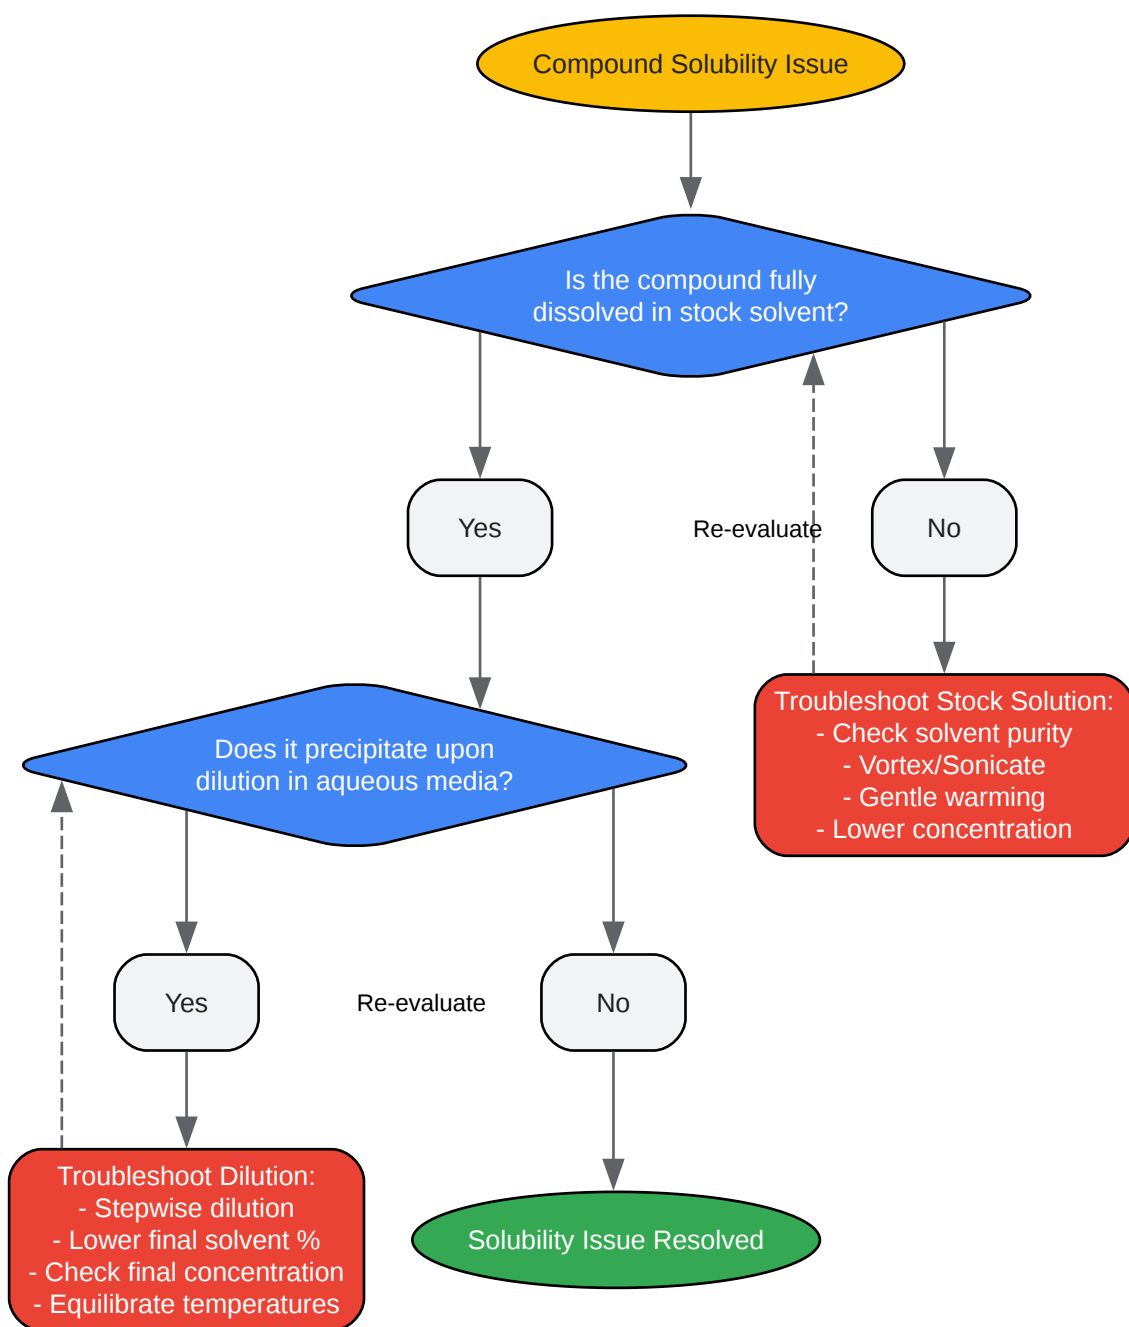 Compound Solubility Issue
Is the compound fully
dissolved in stock solvent?
Yes
Re-evaluate
No
Troubleshoot Stock Solution:
- Check solvent purity
- Vortex/Sonicate
- Gentle warming
- Lower concentration
Does it precipitate upon
dilution in aqueous media?
Yes
Re-evaluate
No
Troubleshoot Dilution:
- Stepwise dilution
- Lower final solvent %
- Check final concentration
- Equilibrate temperatures
Solubility Issue Resolved